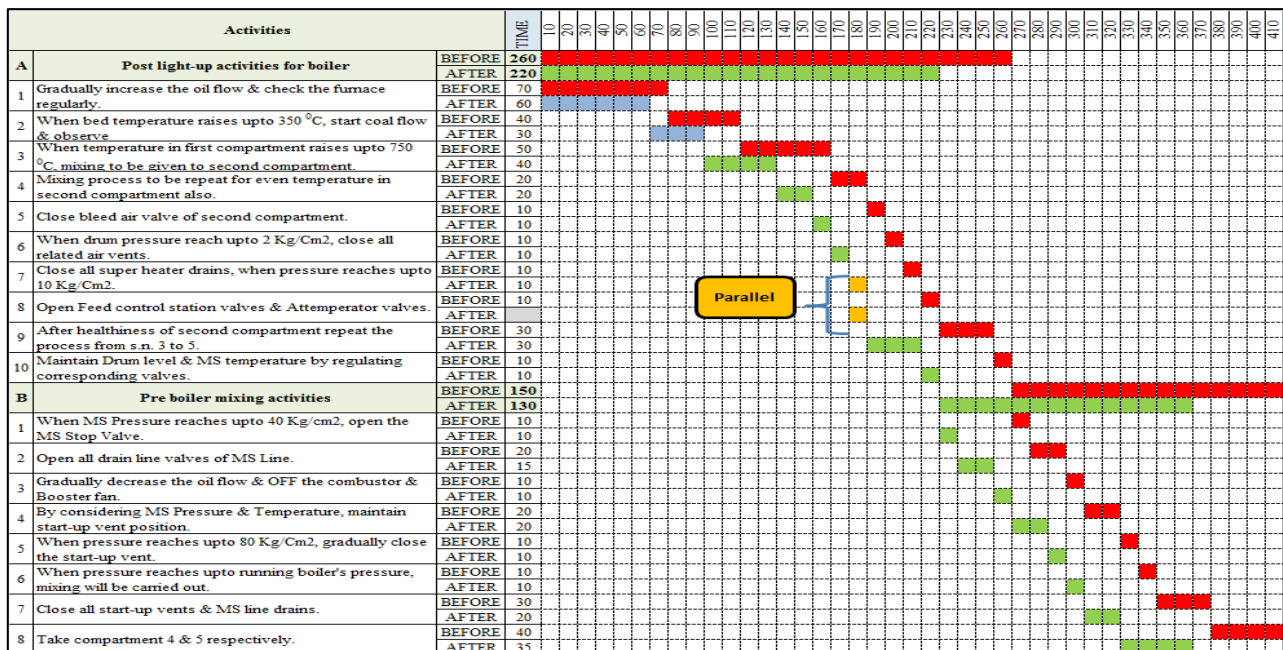 Activities TIME 10 20 30 40 50 60 70 80 90 100 110 120 130 140 150 160 170 180 190 200 210 220 230 240 250 260 270 280 290 300 310 320 330 340 350 360 370 380 390 400 410
A Post light-up activities for boiler BEFORE 260
AFTER 220
1 Gradually increase the oil flow & check the furnace BEFORE 70
regularly. AFTER 60
2 When bed temperature raises upto 350 ⁰C, start coal flow BEFORE 40
& observe AFTER 30
3 When temperature in first compartment raises upto 750 BEFORE 50
⁰C, mixing to be given to second compartment. AFTER 40
4 Mixing process to be repeat for even temperature in BEFORE 20
second compartment also. AFTER 20
5 Close bleed air valve of second compartment. BEFORE 10
AFTER 10
6 When drum pressure reach upto 2 Kg/Cm2, close all BEFORE 10
related air vents. AFTER 10
7 Close all super heater drains, when pressure reaches upto BEFORE 10
10 Kg/Cm2. AFTER 10
Parallel
8 Open Feed control station valves & Attemperator valves. BEFORE 10
AFTER
9 After healthiness of second compartment repeat the BEFORE 30
process from s.n. 3 to 5. AFTER 30
10 Maintain Drum level & MS temperature by regulating BEFORE 10
corresponding valves. AFTER 10
B Pre boiler mixing activities BEFORE 150
AFTER 130
1 When MS Pressure reaches upto 40 Kg/cm2, open the BEFORE 10
MS Stop Valve. AFTER 10
2 Open all drain line valves of MS Line. BEFORE 20
AFTER 15
3 Gradually decrease the oil flow & OFF the combustor & BEFORE 10
Booster fan. AFTER 10
4 By considering MS Pressure & Temperature, maintain BEFORE 20
start-up vent position. AFTER 20
5 When pressure reaches upto 80 Kg/Cm2, gradually close BEFORE 10
the start-up vent. AFTER 10
6 When pressure reaches upto running boiler's pressure, BEFORE 10
mixing will be carried out. AFTER 10
7 Close all start-up vents & MS line drains. BEFORE 30
AFTER 20
8 Take compartment 4 & 5 respectively. BEFORE 40
AFTER 35